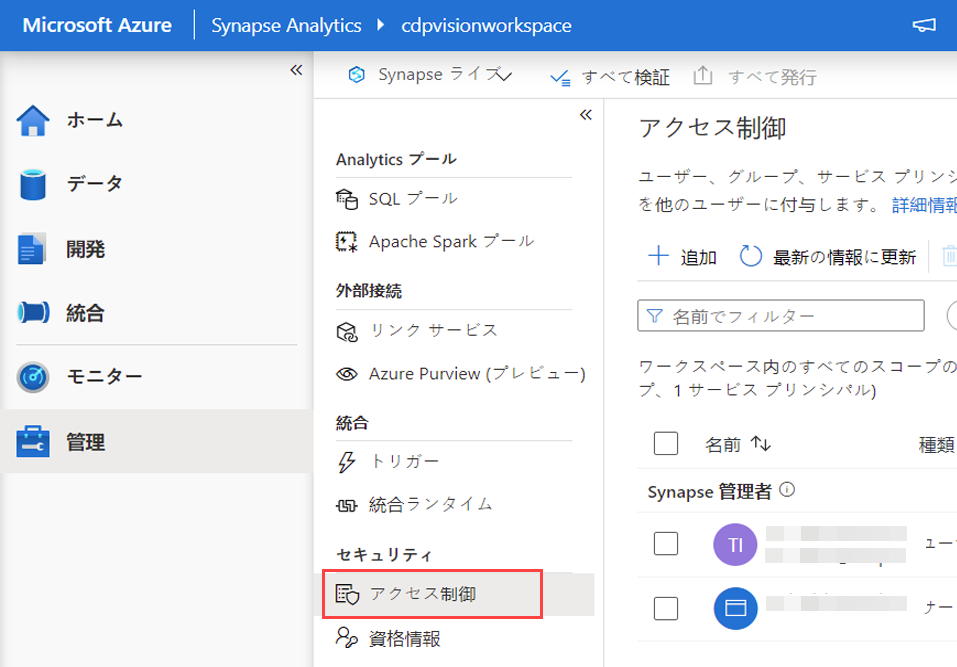 Microsoft Azure
Synapse Analytics
cdpvisionworkspace
ホーム
データ
開発
統合
モニター
管理
Synapse ライブ
すべて検証
すべて発行
Analytics プール
SQL プール
Apache Spark プール
外部接続
リンク サービス
Azure Purview (プレビュー)
統合
トリガー
統合ランタイム
セキュリティ
アクセス制御
資格情報
アクセス制御
ユーザー、グループ、サービス プリンシ
を他のユーザーに付与します。 詳細情報
追加
最新の情報に更新
名前でフィルター
ワークスペース内のすべてのスコープの
プ、1 サービス プリンシパル)
名前
種類
Synapse 管理者
TI
ユー